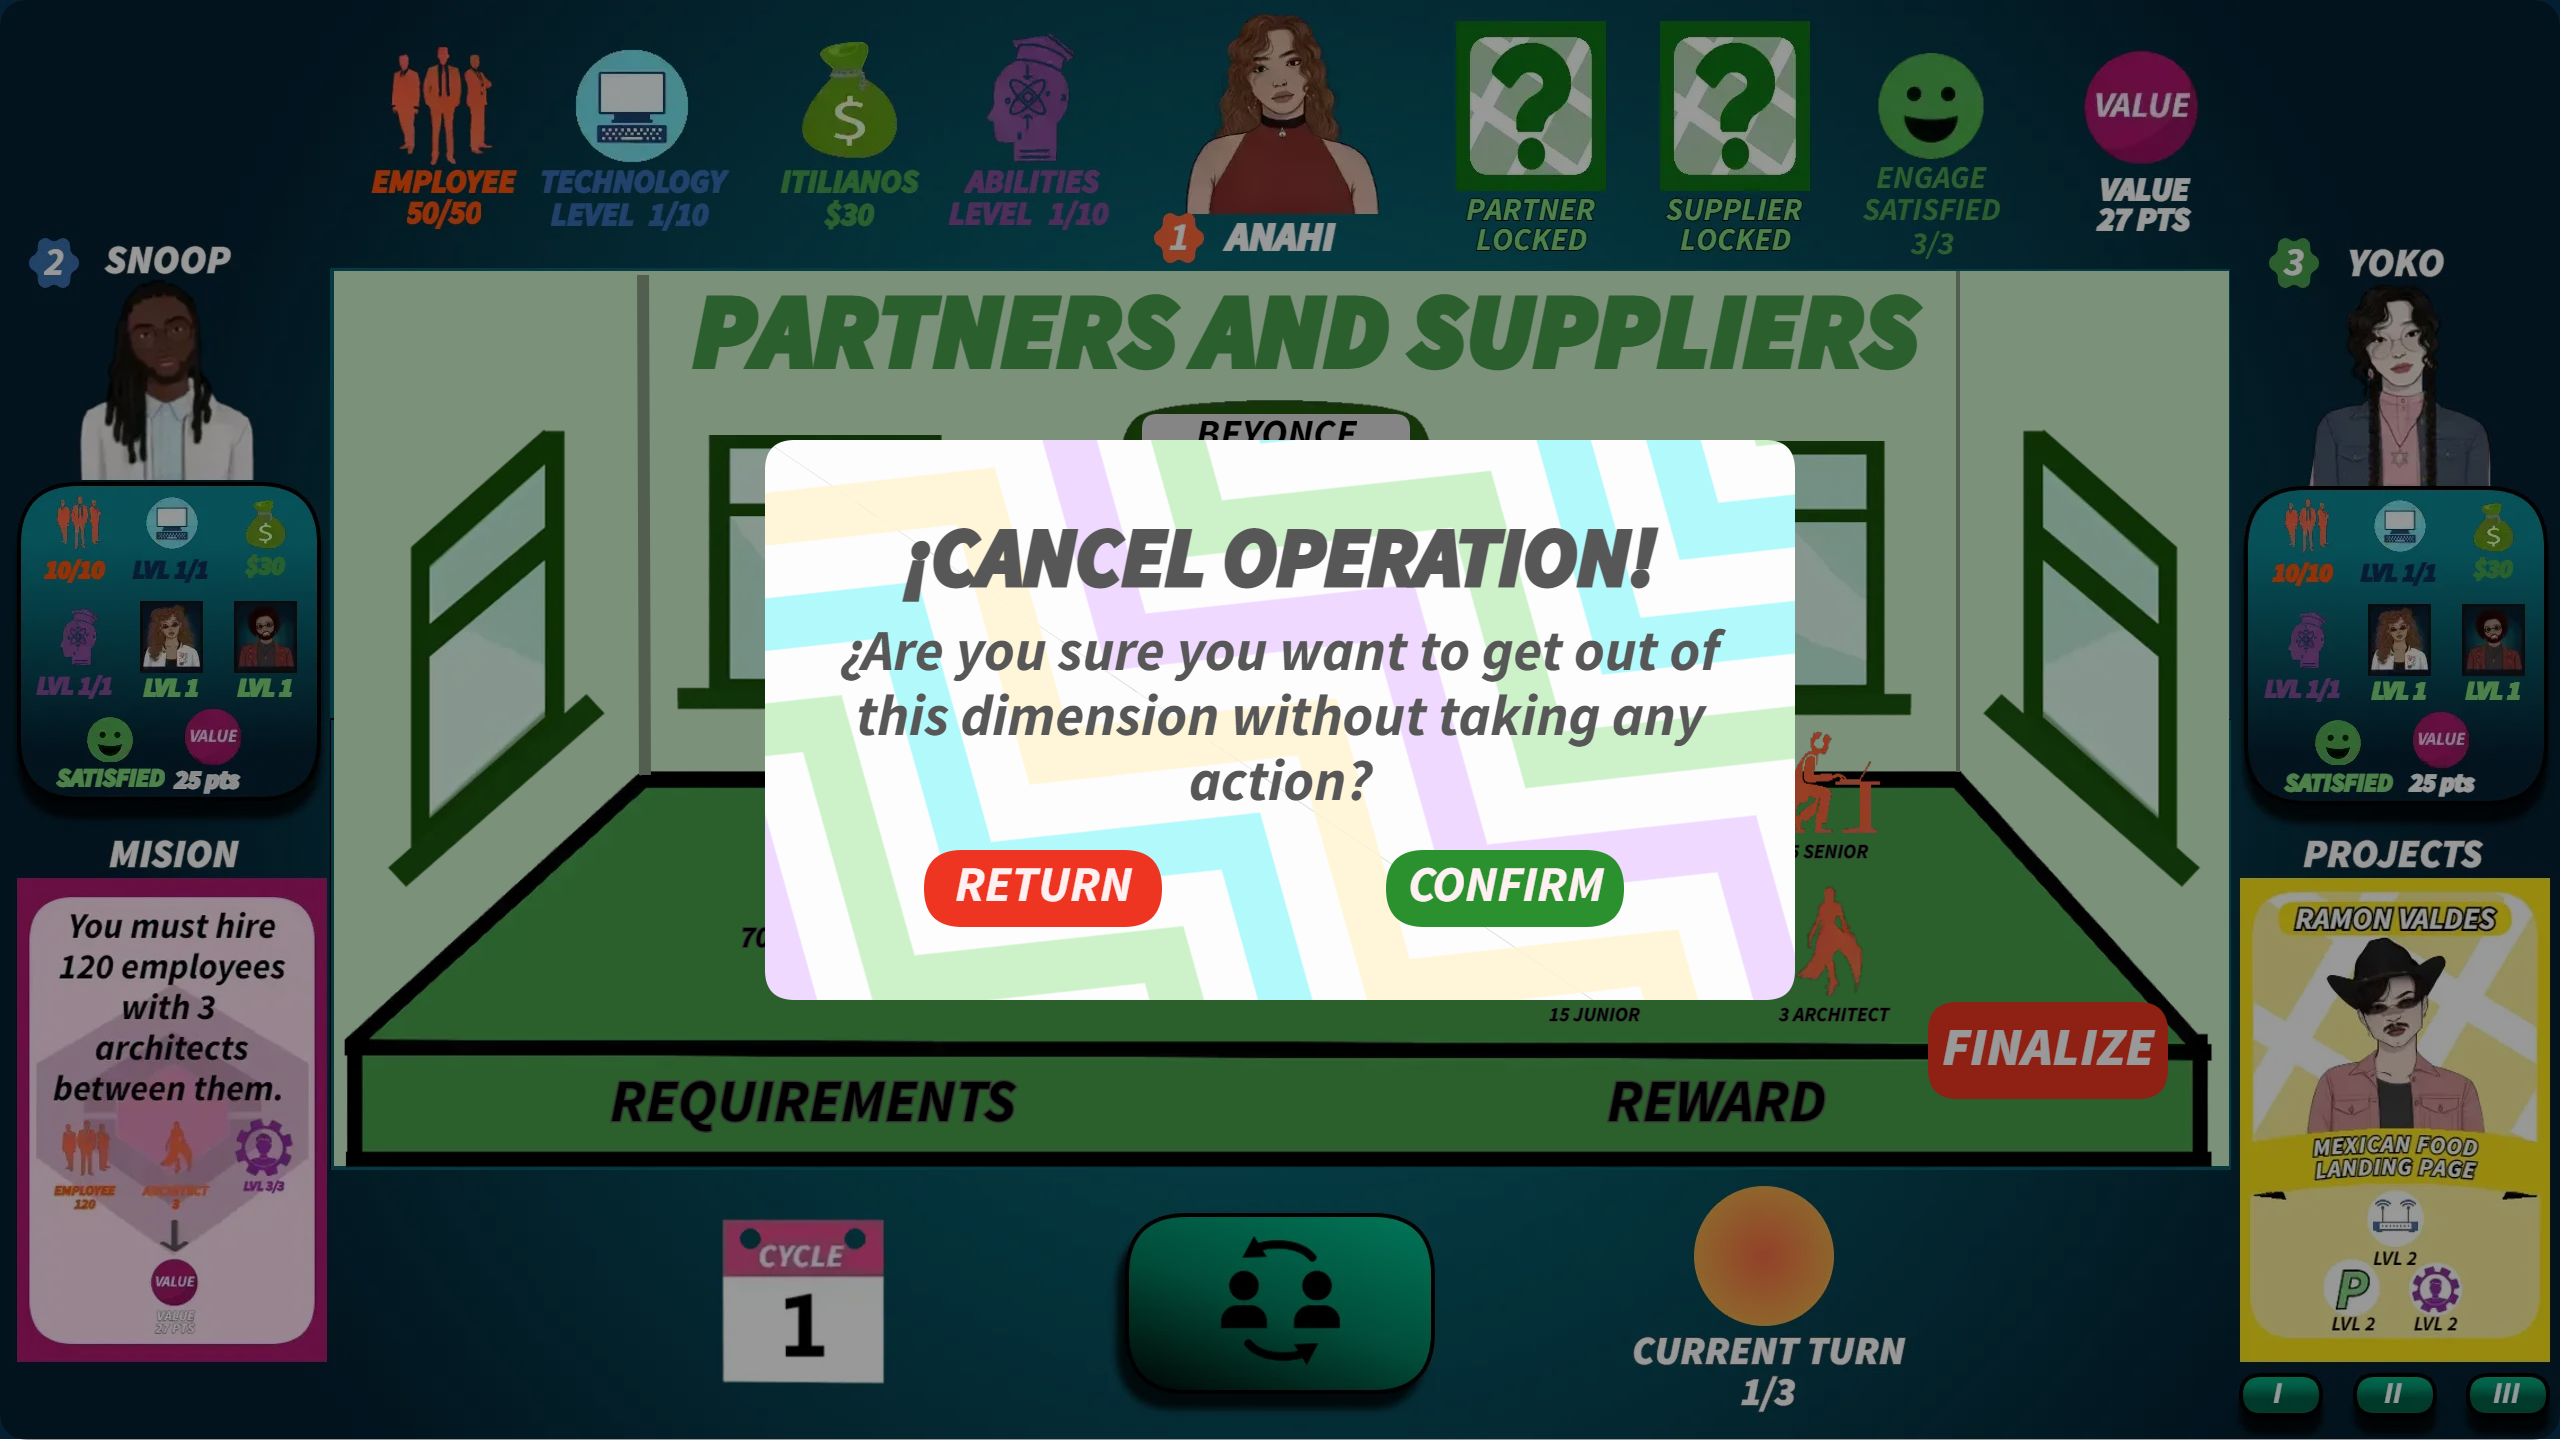 EMPLOYEE
50/50
TECHNOLOGY
LEVEL 1/10
ITILIANOS
$30
ABILITIES
LEVEL 1/10
1 ANAHI
PARTNER
LOCKED
SUPPLIER
LOCKED
ENGAGE
SATISFIED
3/3
VALUE
VALUE
27 PTS
2 SNOOP
3 YOKO
PARTNERS AND SUPPLIERS
BEYONCE
10/10 LVL 1/1 $30
LVL 1/1 LVL 1 LVL 1
VALUE
SATISFIED 25 pts
¡CANCEL OPERATION!
¿Are you sure you want to get out of
this dimension without taking any
action?
RETURN
CONFIRM
10/10 LVL 1/1 $30
LVL 1/1 LVL 1 LVL 1
VALUE
SATISFIED 25 pts
SENIOR
15 JUNIOR
3 ARCHITECT
FINALIZE
REQUIREMENTS
REWARD
MISION
You must hire
120 employees
with 3
architects
between them.
EMPLOYEE
120
ARCHITECT
3
LVL 3/3
VALUE
VALUE
27 PTS
PROJECTS
RAMON VALDES
MEXICAN FOOD
LANDING PAGE
LVL 2
P
LVL 2 LVL 2
CYCLE
1
CURRENT TURN
1/3
I II III